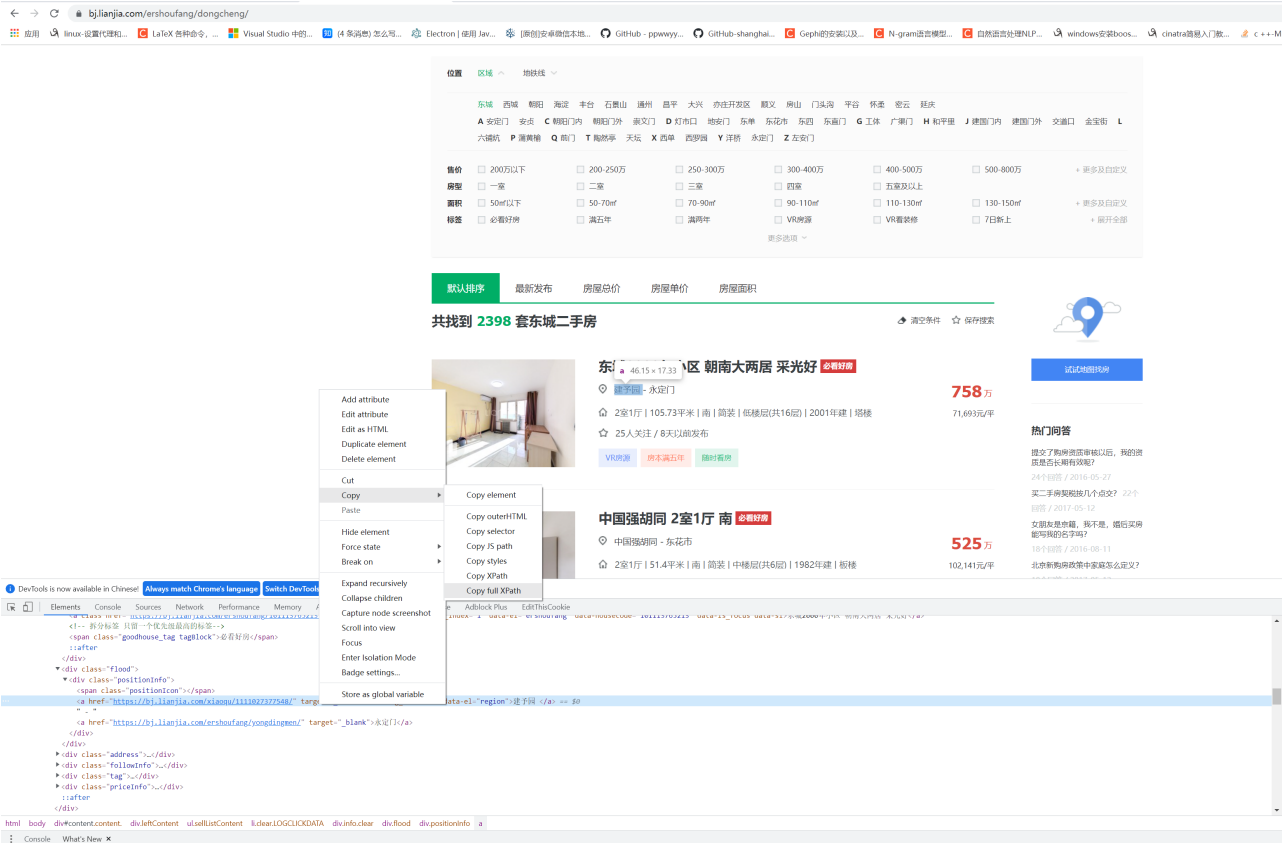 bj.lianjia.com/ershoufang/dongcheng/
应用 linux-设置代理和... LaTeX 各种命令，... Visual Studio 中的... (4 条消息) 怎么写... Electron | 使用 Jav... [原创]安卓微信本地... GitHub - ppwwyy... GitHub-shanghai... Gephi的安装以及... N-gram语言模型... 自然语言处理NLP... windows安装boos... cinatra简易入门教... c ++-M
位置 区域 地铁线
东城 西城 朝阳 海淀 丰台 石景山 通州 昌平 大兴 亦庄开发区 顺义 房山 门头沟 平谷 怀柔 密云 延庆
A 安定门 安贞 C 朝阳门内 朝阳门外 崇文门 D 灯市口 地安门 东单 东花市 东四 东直门 G 工体 广渠门 H 和平里 J 建国门内 建国门外 交道口 金宝街 L
六铺炕 P 蒲黄榆 Q 前门 T 陶然亭 天坛 X 西单 西罗园 Y 洋桥 永定门 Z 左安门
售价 200万以下 200-250万 250-300万 300-400万 400-500万 500-800万 + 更多及自定义
房型 一室 二室 三室 四室 五室及以上
面积 50㎡以下 50-70㎡ 70-90㎡ 90-110㎡ 110-130㎡ 130-150㎡ + 更多及自定义
标签 必看好房 满五年 满两年 VR房源 VR看装修 7日新上 + 展开全部
更多选项
默认排序 最新发布 房屋总价 房屋单价 房屋面积
共找到 2398 套东城二手房 清空条件 保存搜索
试试地图找房
小区 朝南大两居 采光好 必看好房
a 46.15 × 17.33
建予园 - 永定门
758 万
2室1厅 | 105.73平米 | 南 | 简装 | 低楼层(共16层) | 2001年建 | 塔楼
71,693元/平
25人关注 / 8天以前发布
VR房源 房本满五年 随时看房
热门问答
提交了购房资质审核以后，我的资
质是否长期有效呢？
24个回答 / 2016-05-27
买二手房契税按几个点交？ 22个
回答 / 2017-05-12
女朋友是京籍，我不是，婚后买房
能写我的名字吗？
10个回答 / 2016-08-11
北京新购房政策中家庭怎么定义？
中国强胡同 2室1厅 南 必看好房
中国强胡同 - 东花市
525 万
2室1厅 | 51.4平米 | 南 | 简装 | 中楼层(共6层) | 1982年建 | 板楼
102,141元/平
Add attribute
Edit attribute
Edit as HTML
Duplicate element
Delete element
Cut
Copy
Paste
Hide element
Force state
Break on
Expand recursively
Collapse children
Capture node screenshot
Scroll into view
Focus
Enter Isolation Mode
Badge settings...
Store as global variable
Copy element
Copy outerHTML
Copy selector
Copy JS path
Copy styles
Copy XPath
Copy full XPath
DevTools is now available in Chinese! Always match Chrome's language Switch DevTools
Elements Console Sources Network Performance Memory Adblock Plus EditThisCookie
<!-- 拆分标签 只留一个优先级最高的标签-->
<span class="goodhouse_tag tagBlock">必看好房</span>
::after
</div>
<div class="flood">
<div class="positionInfo">
<span class="positionIcon"></span>
<a href="https://bj.lianjia.com/xiaoqu/1111027377548/" targ data-el="region">建予园 </a> == $0
" - "
<a href="https://bj.lianjia.com/ershoufang/yongdingmen/" target="_blank">永定门</a>
</div>
</div>
<div class="address">…</div>
<div class="followInfo">…</div>
<div class="tag">…</div>
<div class="priceInfo">…</div>
::after
</div>
html body div#content.content. div.leftContent ul.sellListContent li.clear.LOGCLICKDATA div.info.clear div.flood div.positionInfo a
Console What's New ×